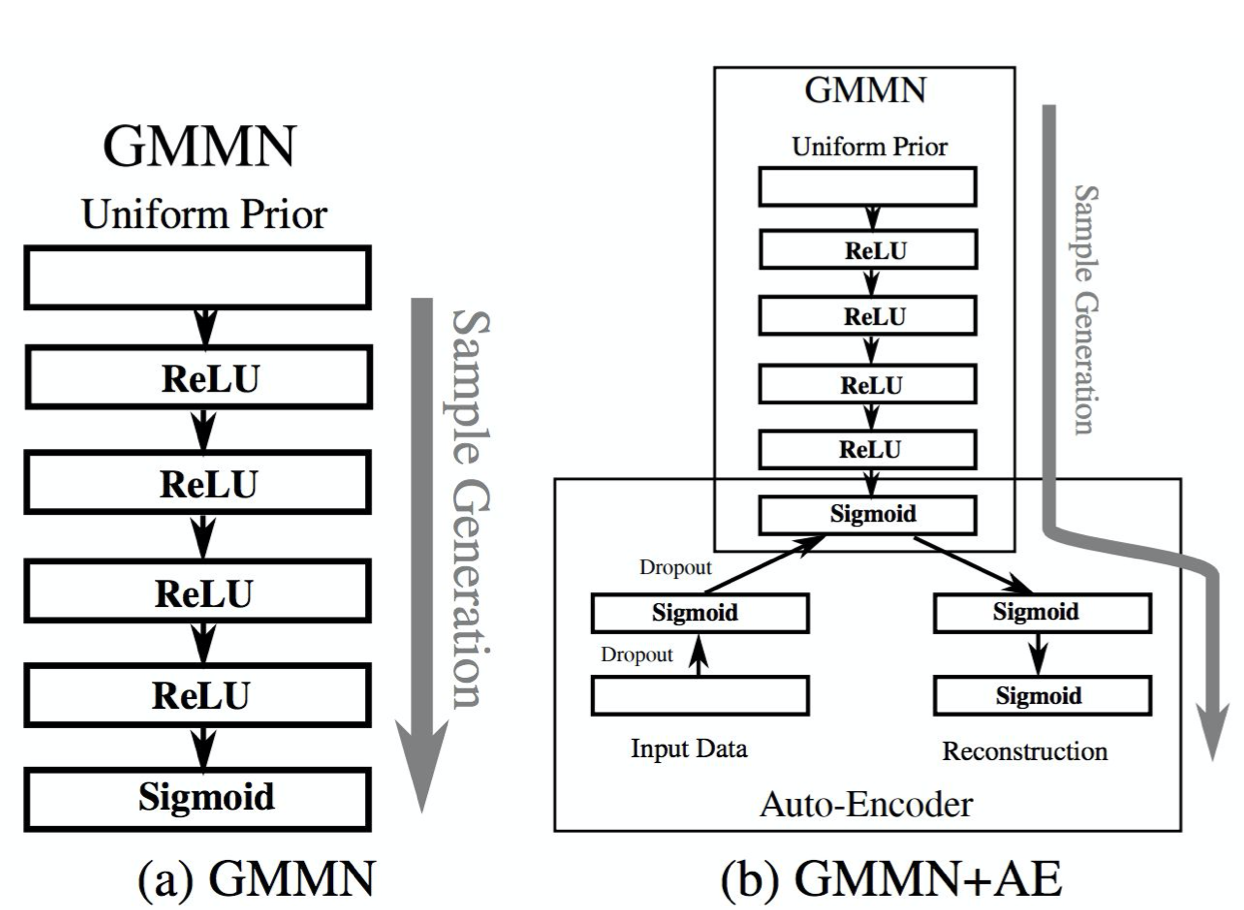 GMMN
Uniform Prior
ReLU
ReLU
ReLU
ReLU
Sigmoid
Sample Generation
(a) GMMN
GMMN
Uniform Prior
ReLU
ReLU
ReLU
ReLU
Sigmoid
Sample Generation
Dropout
Sigmoid
Dropout
Input Data
Sigmoid
Sigmoid
Reconstruction
Auto-Encoder
(b) GMMN+AE